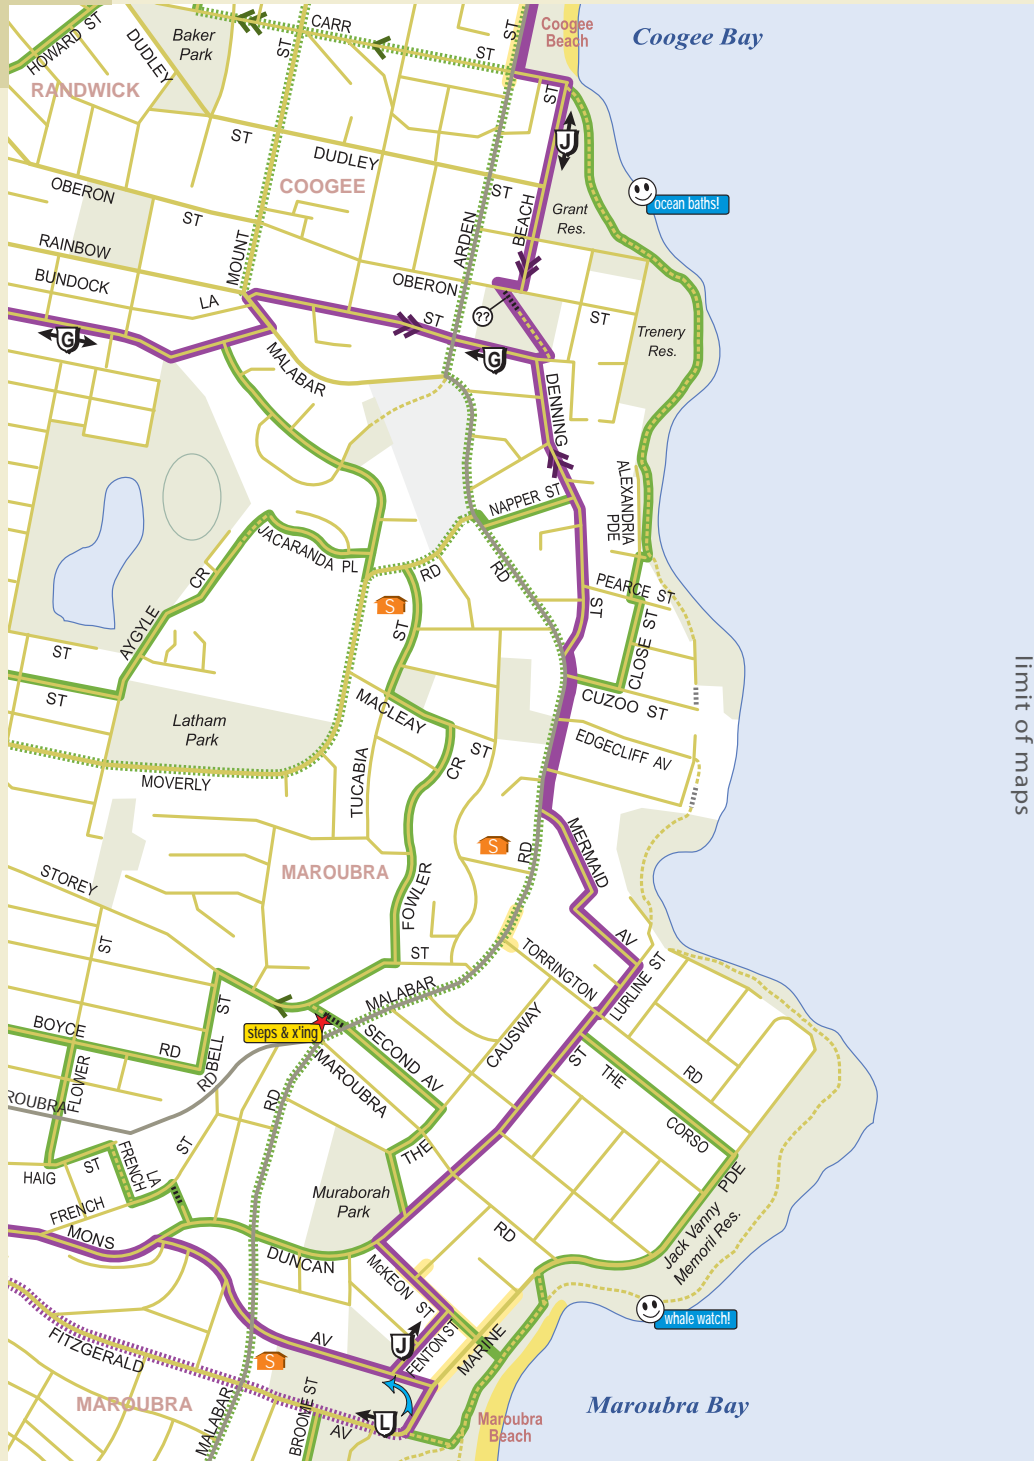 HOWARD ST
DUDLEY
Baker
Park
ST
CARR
ST
ST
Coogee
Beach
Coogee Bay
RANDWICK
ST
ST
DUDLEY
J
COOGEE
OBERON
ST
ST
BEACH
Grant
Res.
ocean baths!
ARDEN
RAINBOW
MOUNT
BUNDOCK
LA
OBERON
ST
??
ST
Trenery
Res.
G
G
MALABAR
DENNING
ALEXANDRIA
PDE
NAPPER ST
JACARANDA PL
RD
RD
CR
S
PEARCE ST
ST
ST
AYGYLE
CLOSE ST
ST
ST
MACLEAY
CUZOO ST
limit of maps
Latham
Park
ST
EDGECLIFF AV
CR
MOVERLY
TUCABIA
MERMAID
S
RD
MAROUBRA
STOREY
FOWLER
ST
ST
AV
TORRINGTON
LURLINE ST
MALABAR
ST
steps & x'ing
BOYCE
RD
BELL
SECOND AV
CAUSWAY
ST
THE
RD
FLOWER
RD
MAROUBRA
RD
ROUBRA
CORSO
ST
THE
HAIG
ST
FRENCH
LA
PDE
Muraborah
Park
FRENCH
MONS
RD
Jack Vanny
Memoril Res.
DUNCAN
McKEON ST
whale watch!
FITZGERALD
AV
J
FENTON ST
MARINE
S
MAROUBRA
MALABAR
BROOME ST
AV
L
Maroubra
Beach
Maroubra Bay